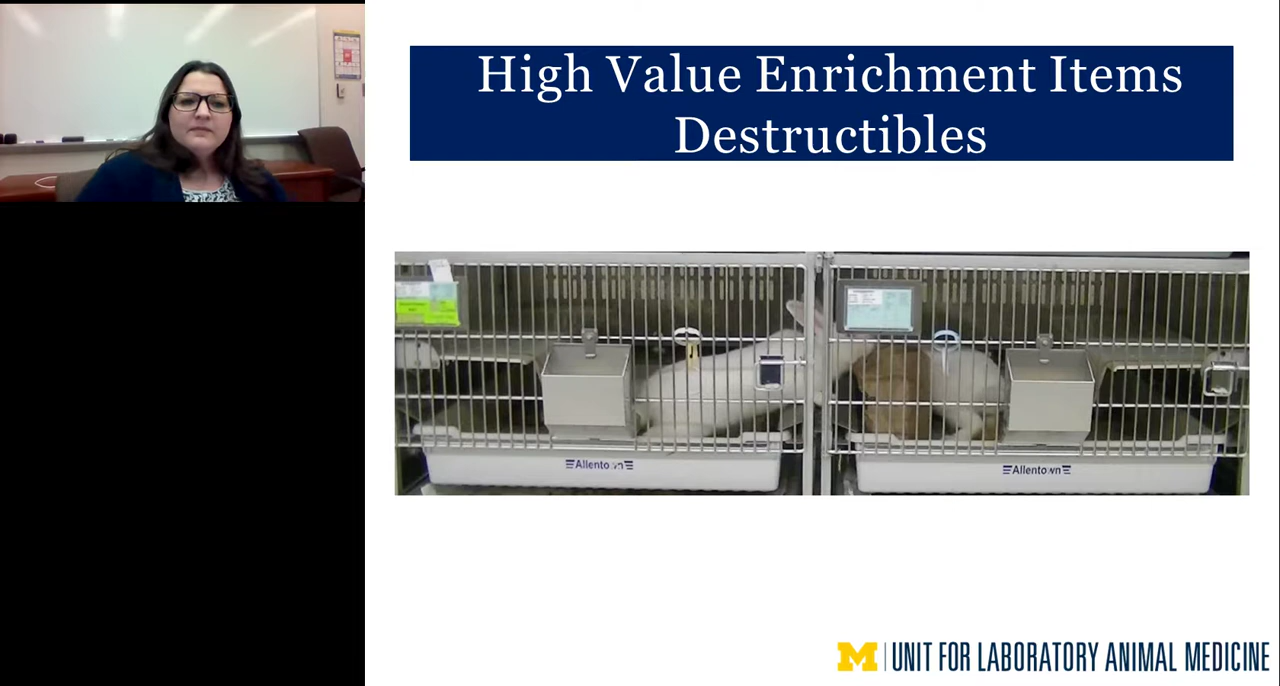 High Value Enrichment Items
Destructibles
Allentown
Allentown
M | UNIT FOR LABORATORY ANIMAL MEDICINE